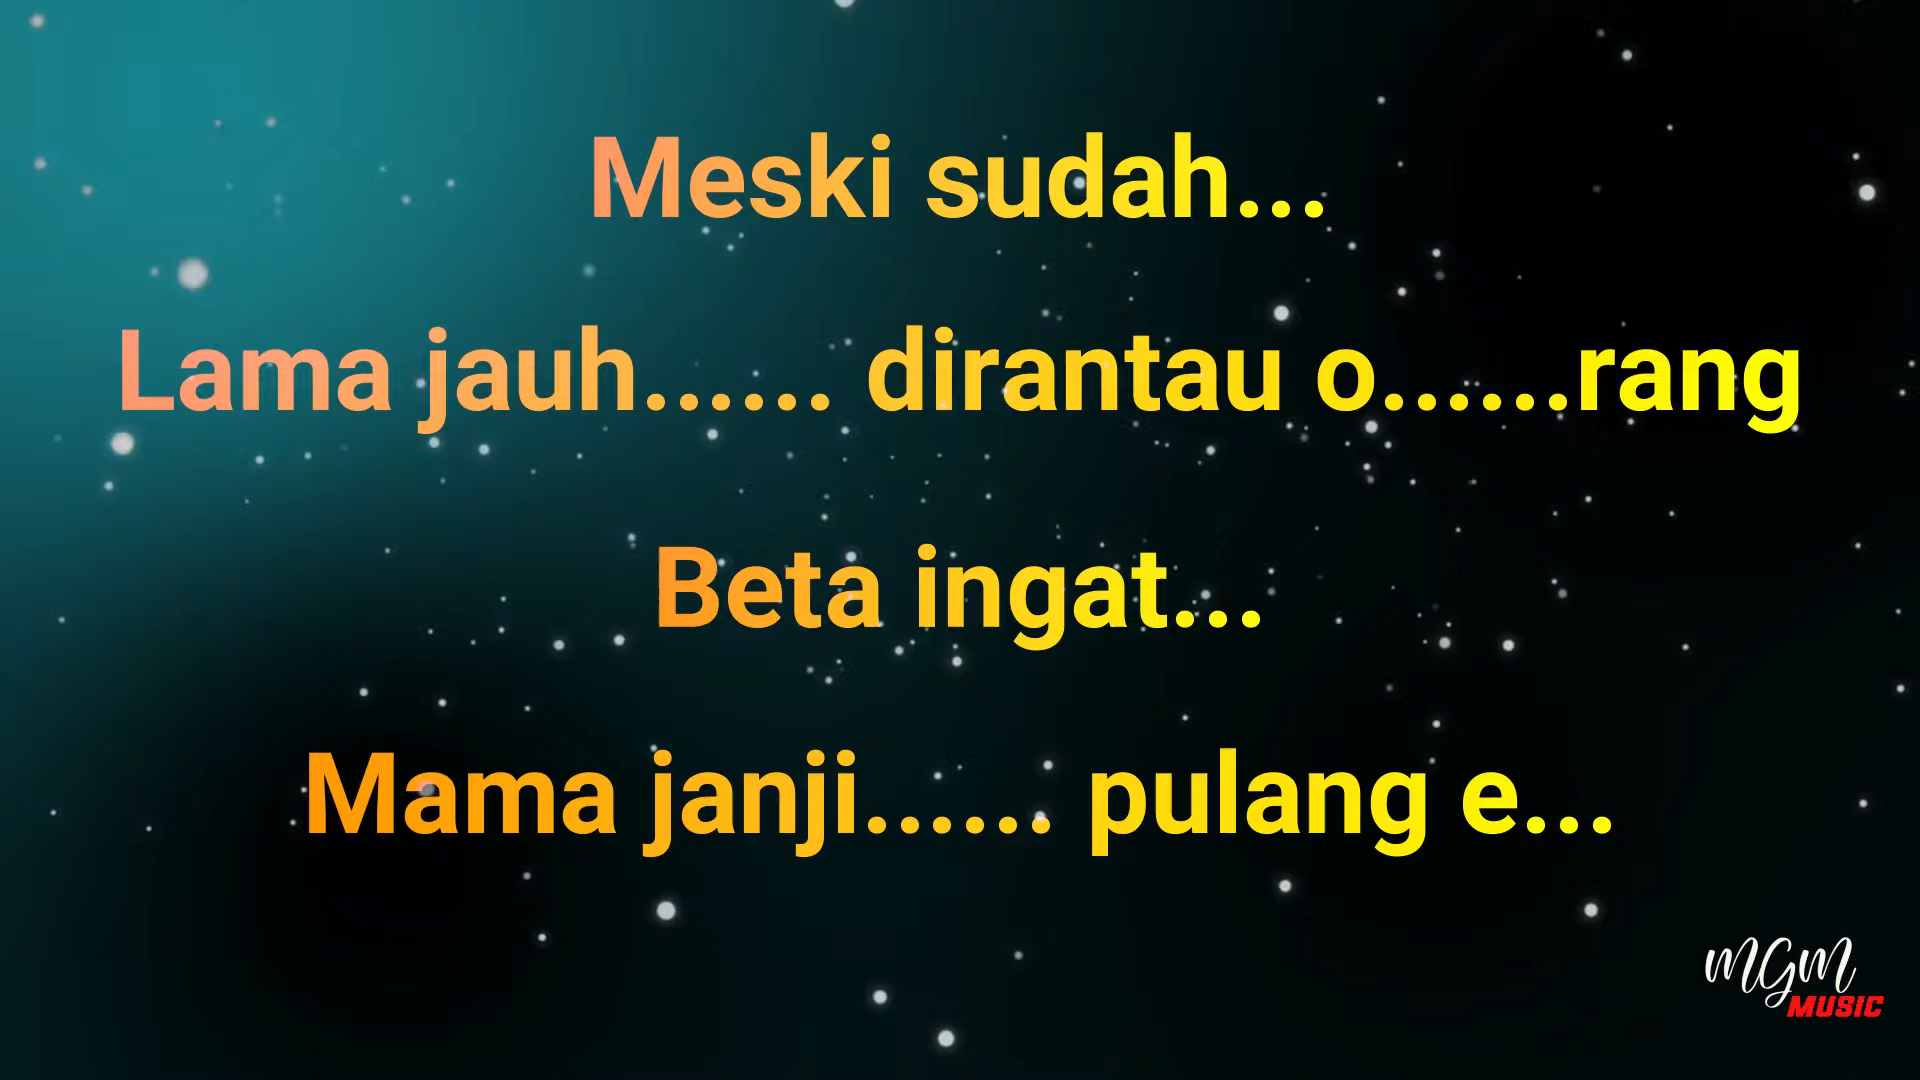 Meski sudah...
Lama jauh...... dirantau o......rang
Beta ingat...
Mama janji...... pulang e...
MGM
MUSIC